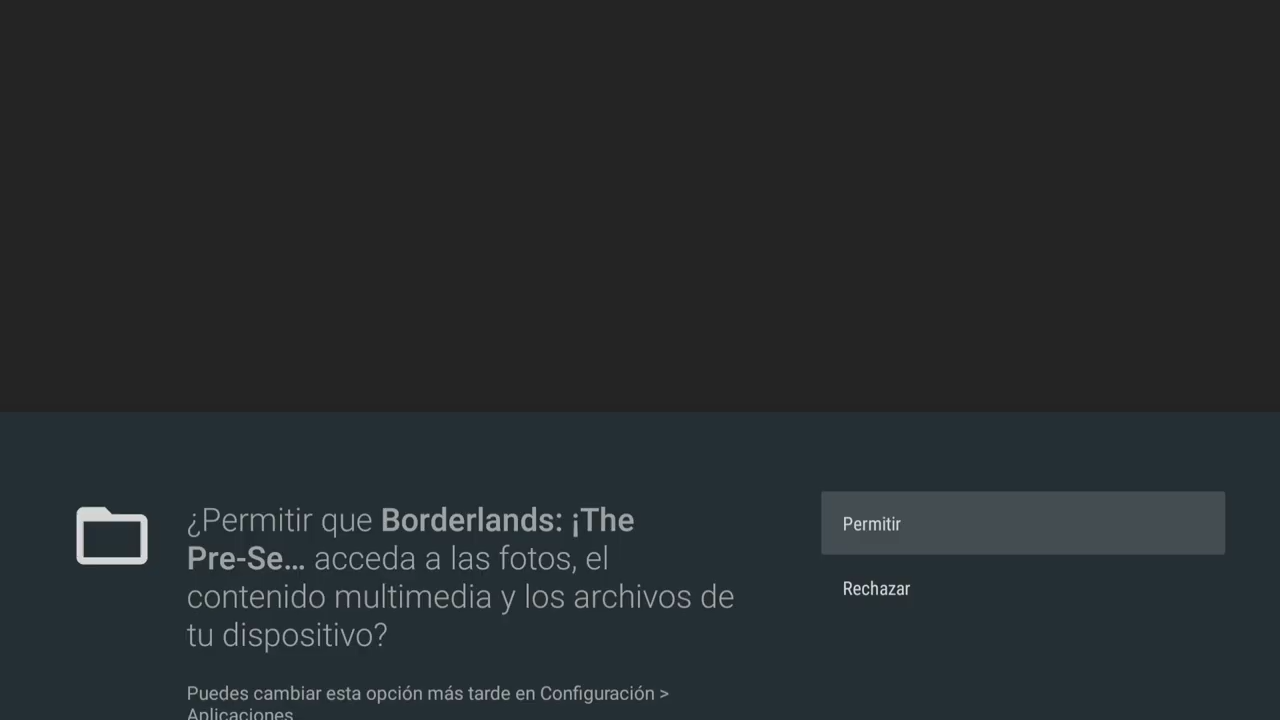 ¿Permitir que Borderlands: ¡The
Pre-Se... acceda a las fotos, el
contenido multimedia y los archivos de
tu dispositivo?
Puedes cambiar esta opción más tarde en Configuración >
Aplicaciones
Permitir
Rechazar